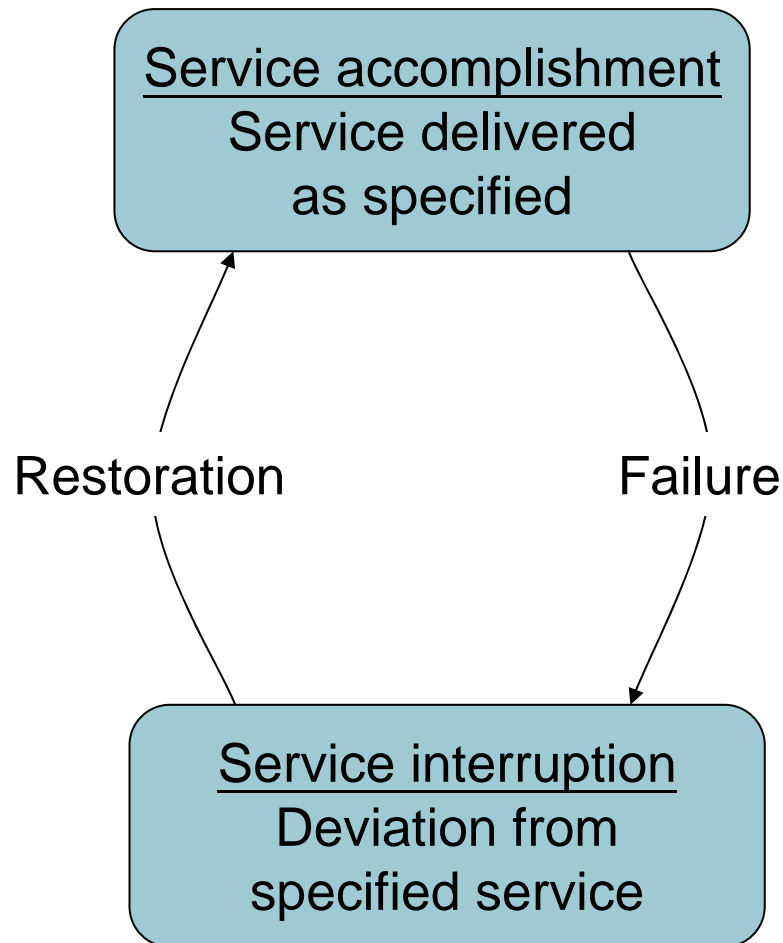 Service accomplishment
Service delivered
as specified
Restoration
Failure
Service interruption
Deviation from
specified service